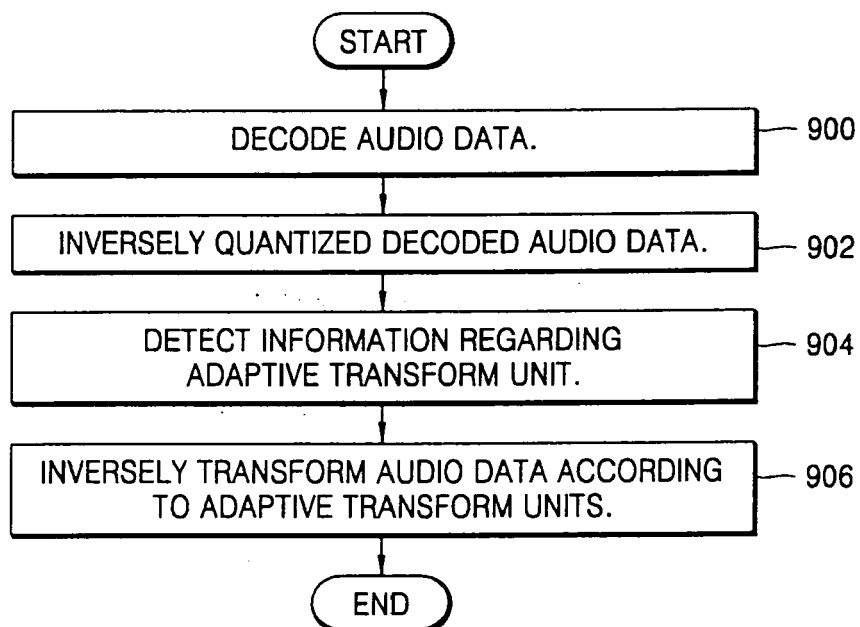 START
DECODE AUDIO DATA.
900
INVERSELY QUANTIZED DECODED AUDIO DATA.
902
DETECT INFORMATION REGARDING
ADAPTIVE TRANSFORM UNIT.
904
INVERSELY TRANSFORM AUDIO DATA ACCORDING
TO ADAPTIVE TRANSFORM UNITS.
906
END